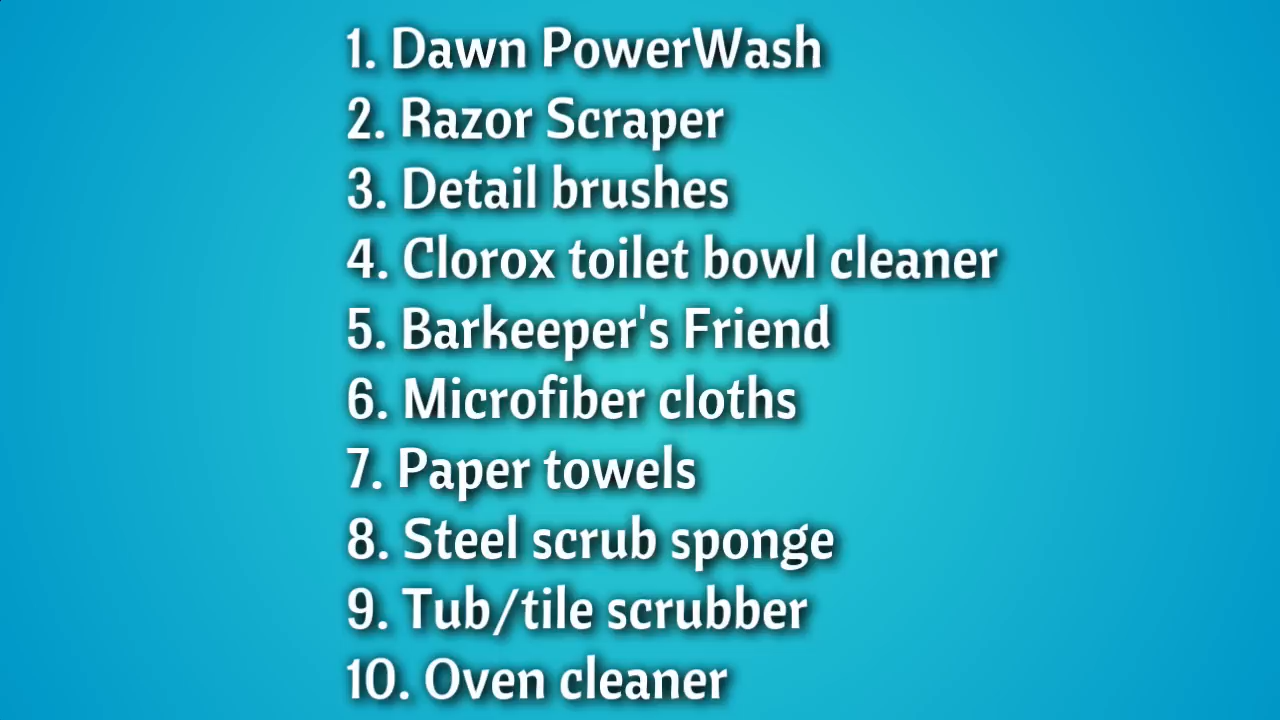 1. Dawn PowerWash
2. Razor Scraper
3. Detail brushes
4. Clorox toilet bowl cleaner
5. Barkeeper's Friend
6. Microfiber cloths
7. Paper towels
8. Steel scrub sponge
9. Tub/tile scrubber
10. Oven cleaner